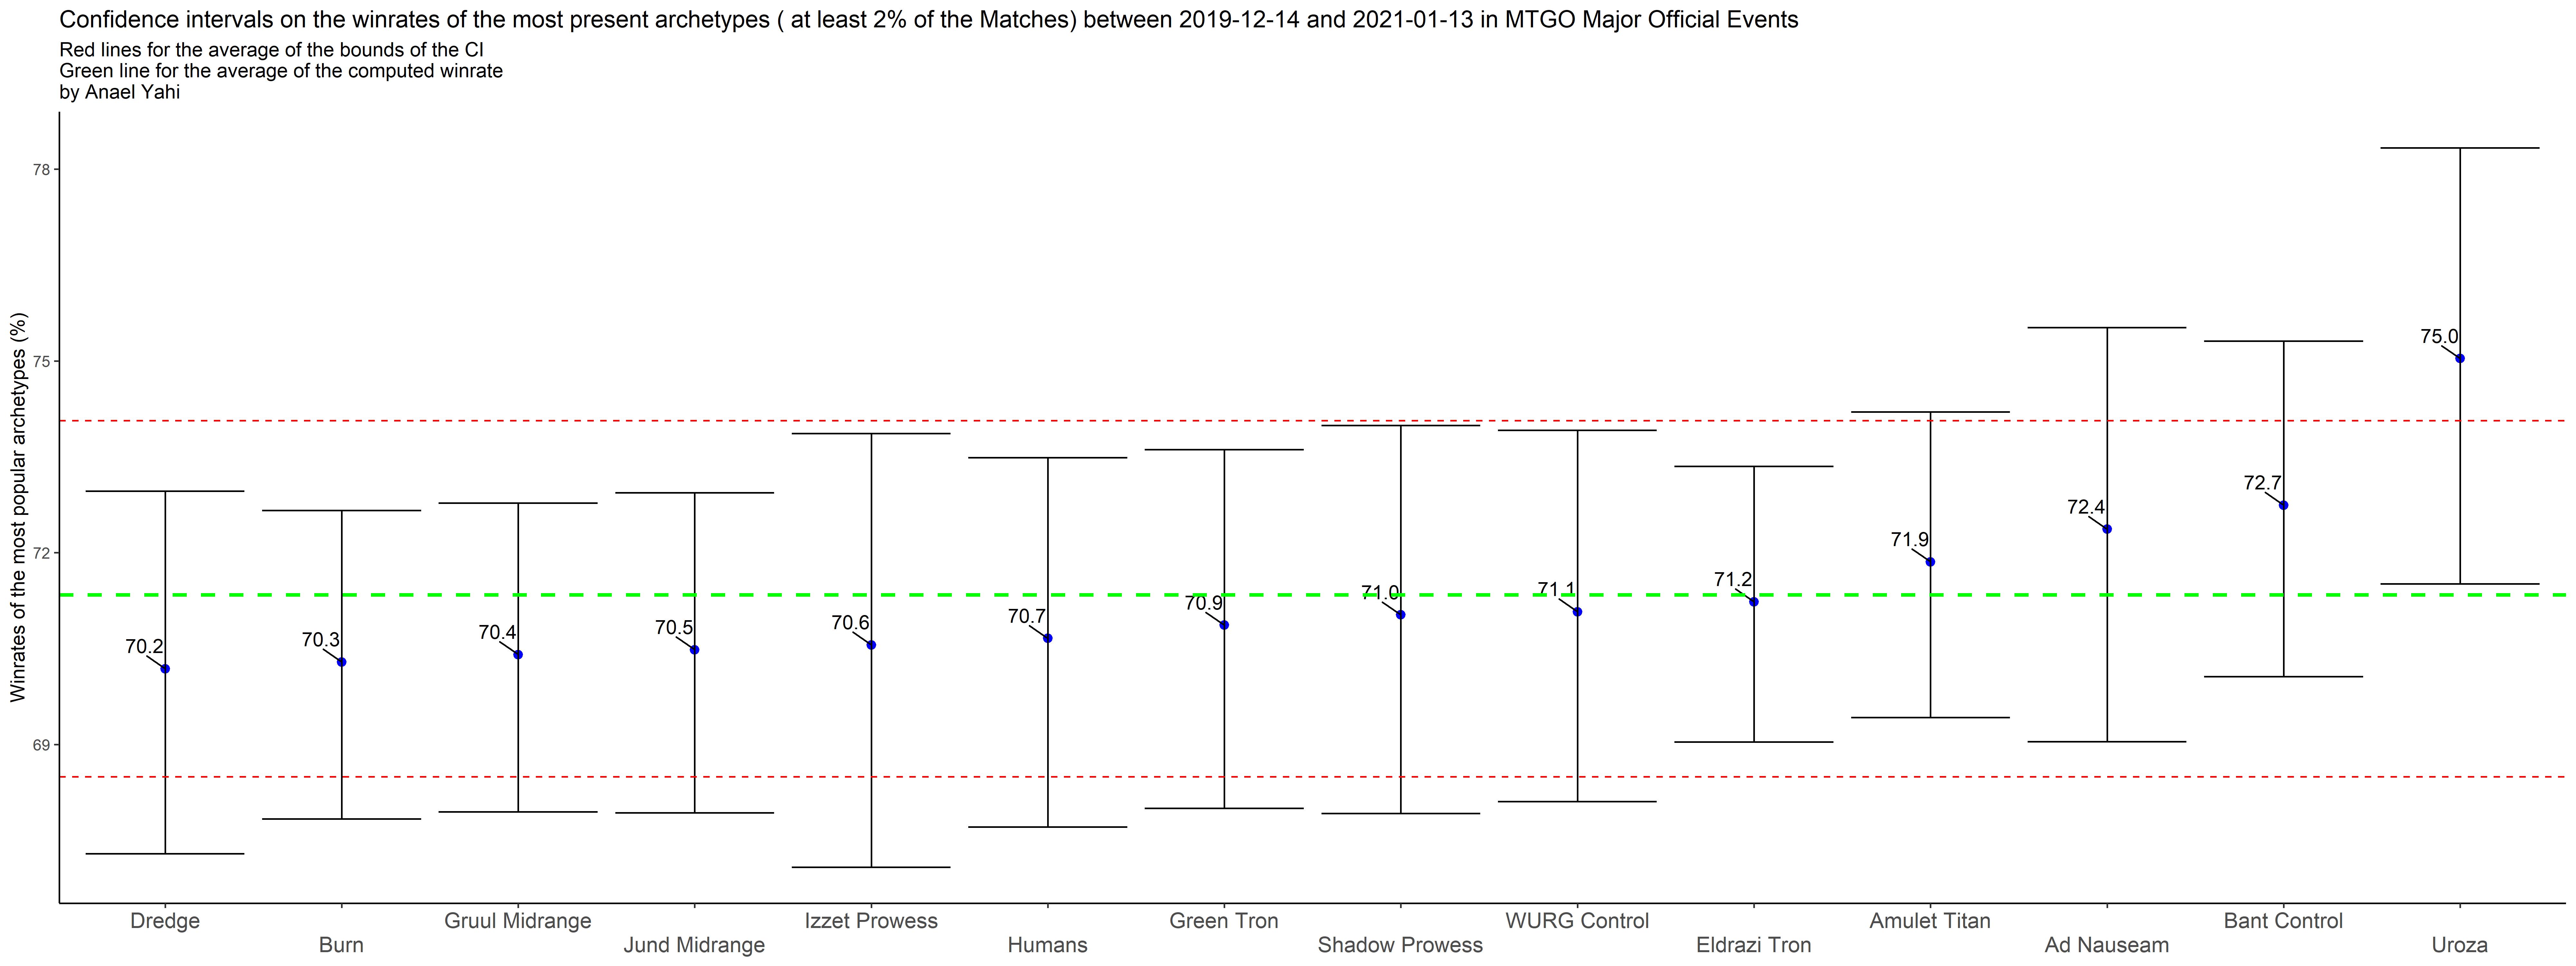 Confidence intervals on the winrates of the most present archetypes ( at least 2% of the Matches) between 2019-12-14 and 2021-01-13 in MTGO Major Official Events
Red lines for the average of the bounds of the CI
Green line for the average of the computed winrate
by Anael Yahi
Winrates of the most popular archetypes (%)
78
75
72
69
70.2
70.3
70.4
70.5
70.6
70.7
70.9
71.0
71.1
71.2
71.9
72.4
72.7
75.0
Dredge
Burn
Gruul Midrange
Jund Midrange
Izzet Prowess
Humans
Green Tron
Shadow Prowess
WURG Control
Eldrazi Tron
Amulet Titan
Ad Nauseam
Bant Control
Uroza